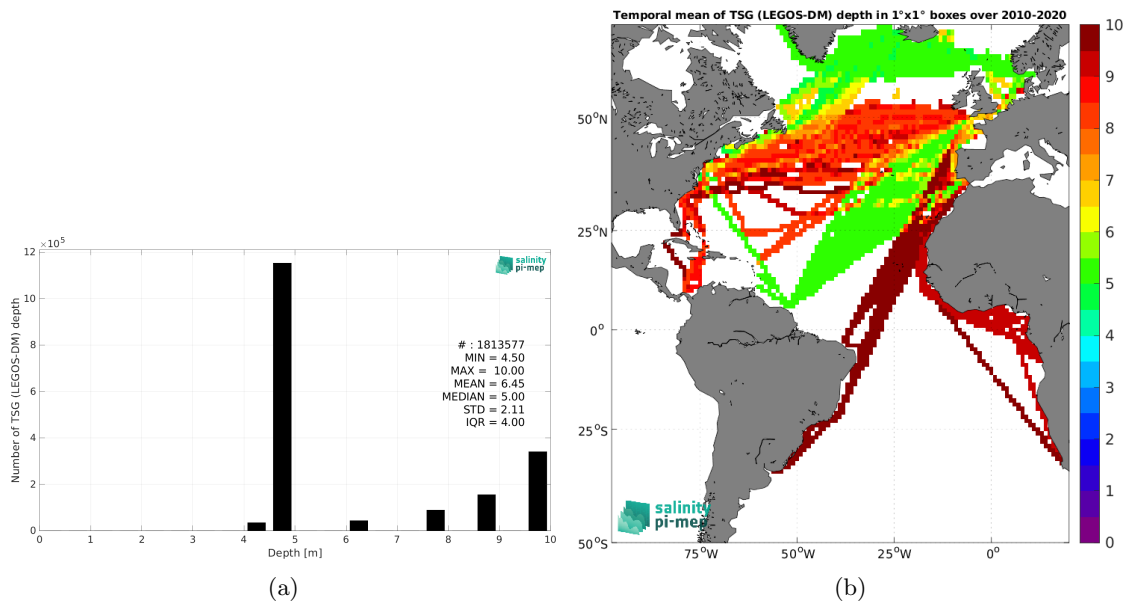 Temporal mean of TSG (LEGOS-DM) depth in 1°x1° boxes over 2010-2020
×10⁵
12
10
8
6
4
2
0
Number of TSG (LEGOS-DM) depth
salinity
pi-mep
# : 1813577
MIN = 4.50
MAX = 10.00
MEAN = 6.45
MEDIAN = 5.00
STD = 2.11
IQR = 4.00
0 1 2 3 4 5 6 7 8 9 10
Depth [m]
(a)
50°N
25°N
0°
25°S
50°S
75°W 50°W 25°W 0°
salinity
pi-mep
10
9
8
7
6
5
4
3
2
1
0
(b)